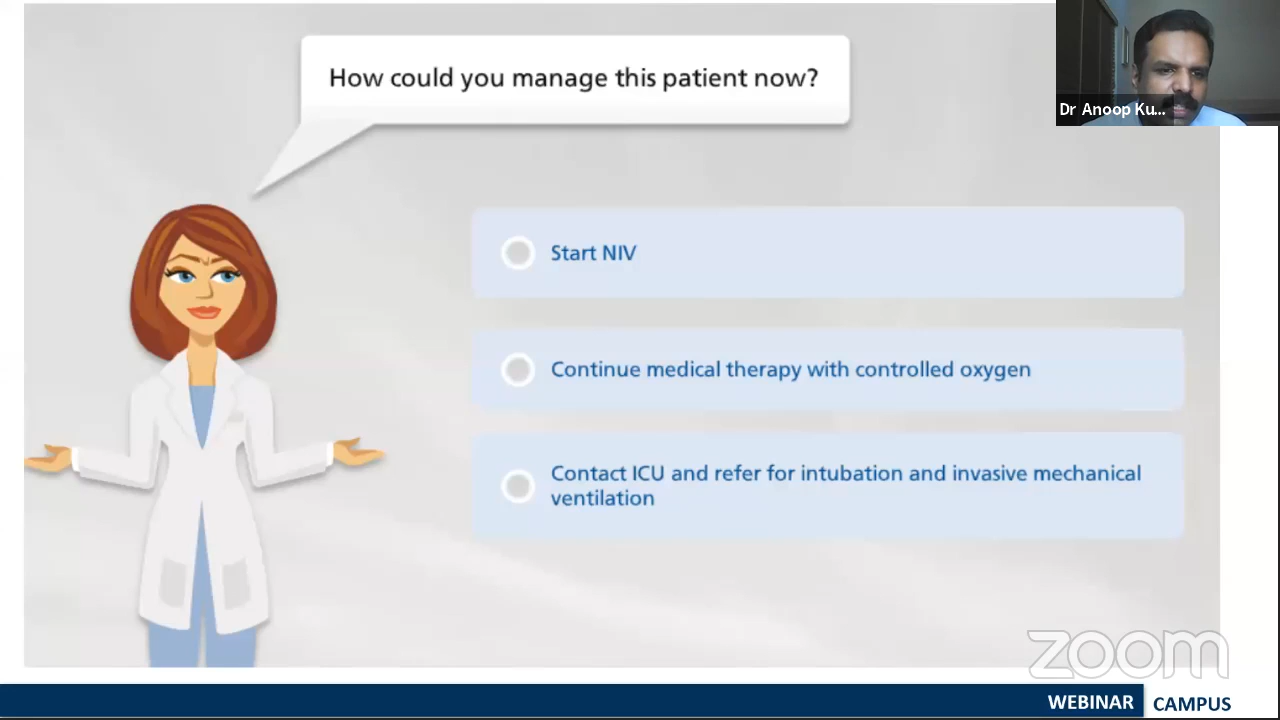 How could you manage this patient now?
Dr Anoop Ku...
Start NIV
Continue medical therapy with controlled oxygen
Contact ICU and refer for intubation and invasive mechanical
ventilation
zoom
WEBINAR CAMPUS